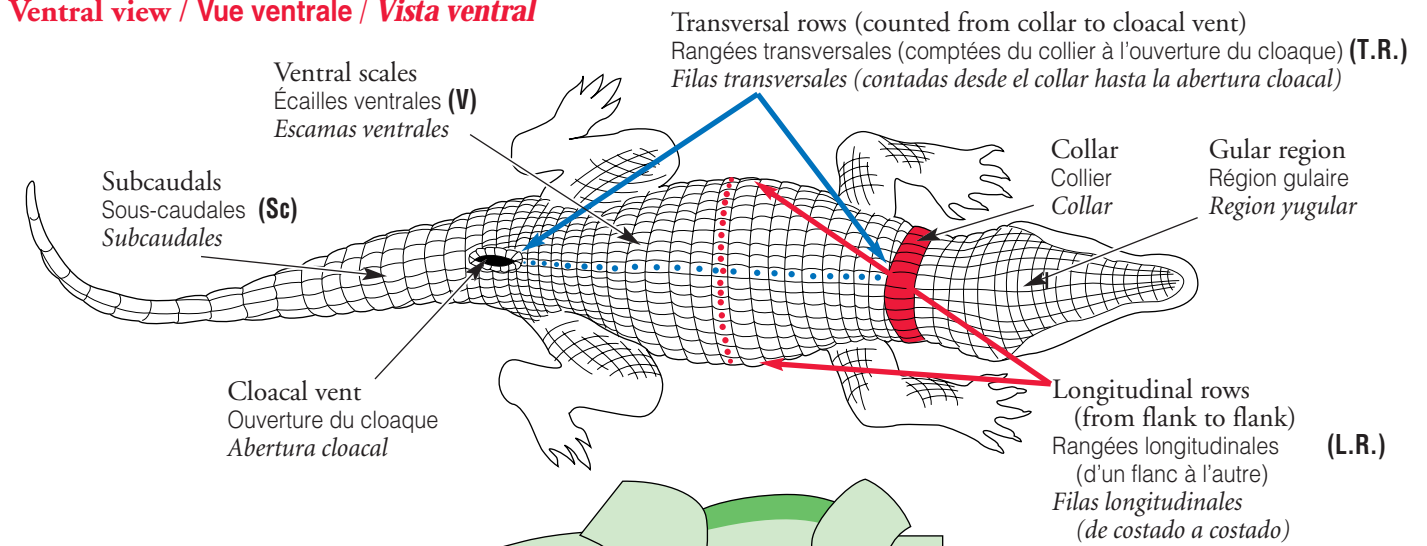 Ventral view / Vue ventrale / Vista ventral
Transversal rows (counted from collar to cloacal vent)
Rangées transversales (comptées du collier à l'ouverture du cloaque) (T.R.)
Filas transversales (contadas desde el collar hasta la abertura cloacal)
Ventral scales
Écailles ventrales (V)
Escamas ventrales
Collar
Collier
Collar
Gular region
Région gulaire
Region yugular
Subcaudals
Sous-caudales (Sc)
Subcaudales
Cloacal vent
Ouverture du cloaque
Abertura cloacal
Longitudinal rows
(from flank to flank)
Rangées longitudinales (L.R.)
(d'un flanc à l'autre)
Filas longitudinales
(de costado a costado)